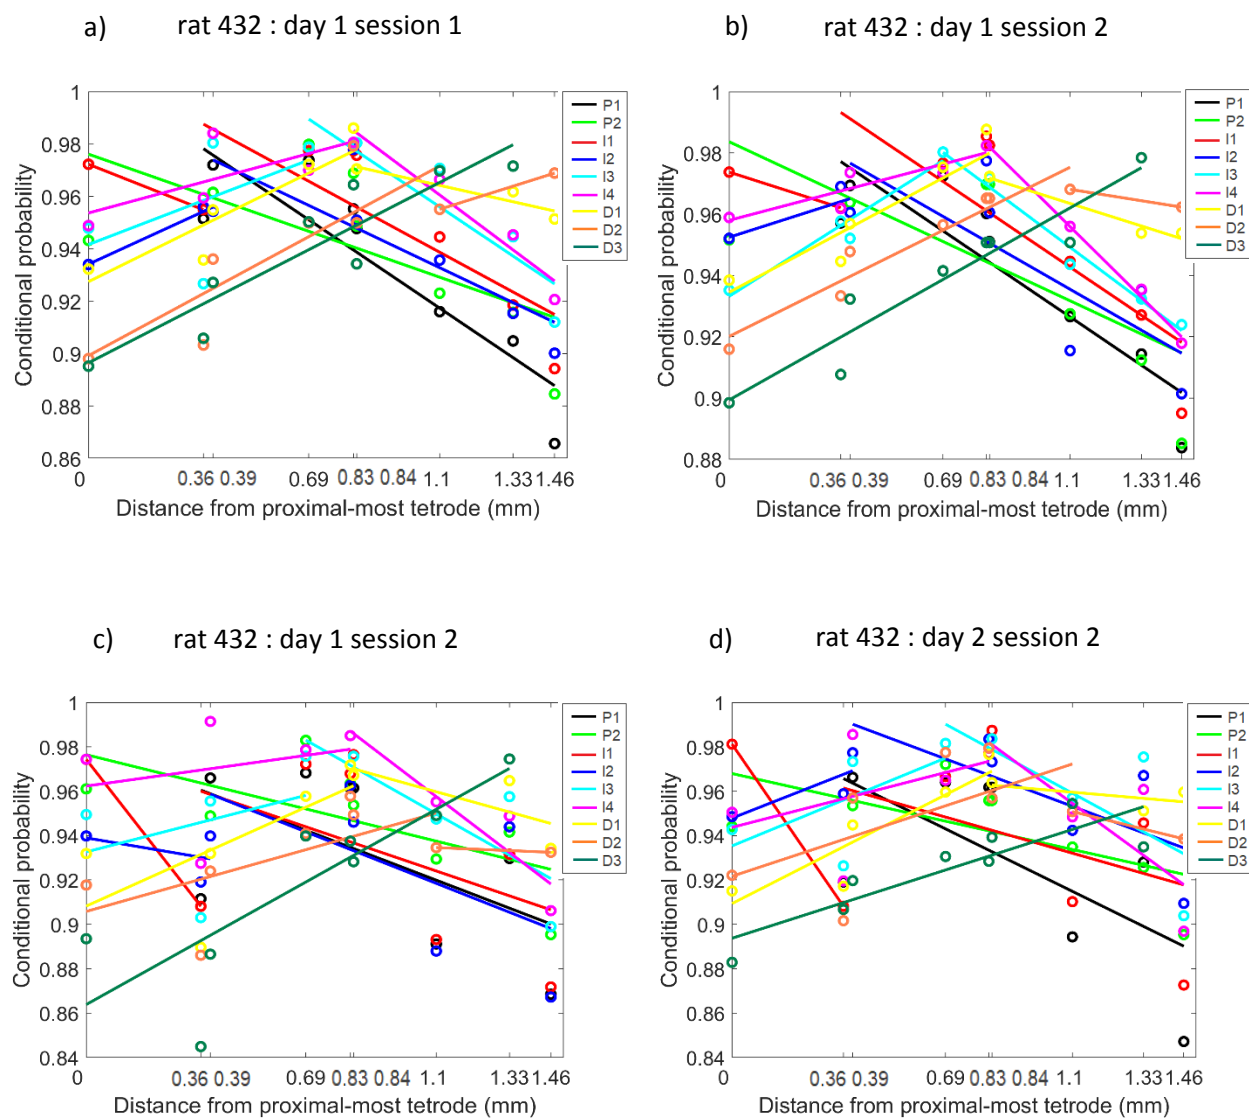 a) rat 432 : day 1 session 1
Conditional probability
1
0.98
0.96
0.94
0.92
0.9
0.88
0.86
0 0.36 0.39 0.69 0.83 0.84 1.1 1.33 1.46
Distance from proximal-most tetrode (mm)
P1
P2
I1
I2
I3
I4
D1
D2
D3
b) rat 432 : day 1 session 2
Conditional probability
1
0.98
0.96
0.94
0.92
0.9
0.88
0 0.36 0.39 0.69 0.83 0.84 1.1 1.33 1.46
Distance from proximal-most tetrode (mm)
P1
P2
I1
I2
I3
I4
D1
D2
D3
c) rat 432 : day 1 session 2
Conditional probability
1
0.98
0.96
0.94
0.92
0.9
0.88
0.86
0.84
0 0.36 0.39 0.69 0.83 0.84 1.1 1.33 1.46
Distance from proximal-most tetrode (mm)
P1
P2
I1
I2
I3
I4
D1
D2
D3
d) rat 432 : day 2 session 2
Conditional probability
1
0.98
0.96
0.94
0.92
0.9
0.88
0.86
0.84
0 0.36 0.39 0.69 0.83 0.84 1.1 1.33 1.46
Distance from proximal-most tetrode (mm)
P1
P2
I1
I2
I3
I4
D1
D2
D3